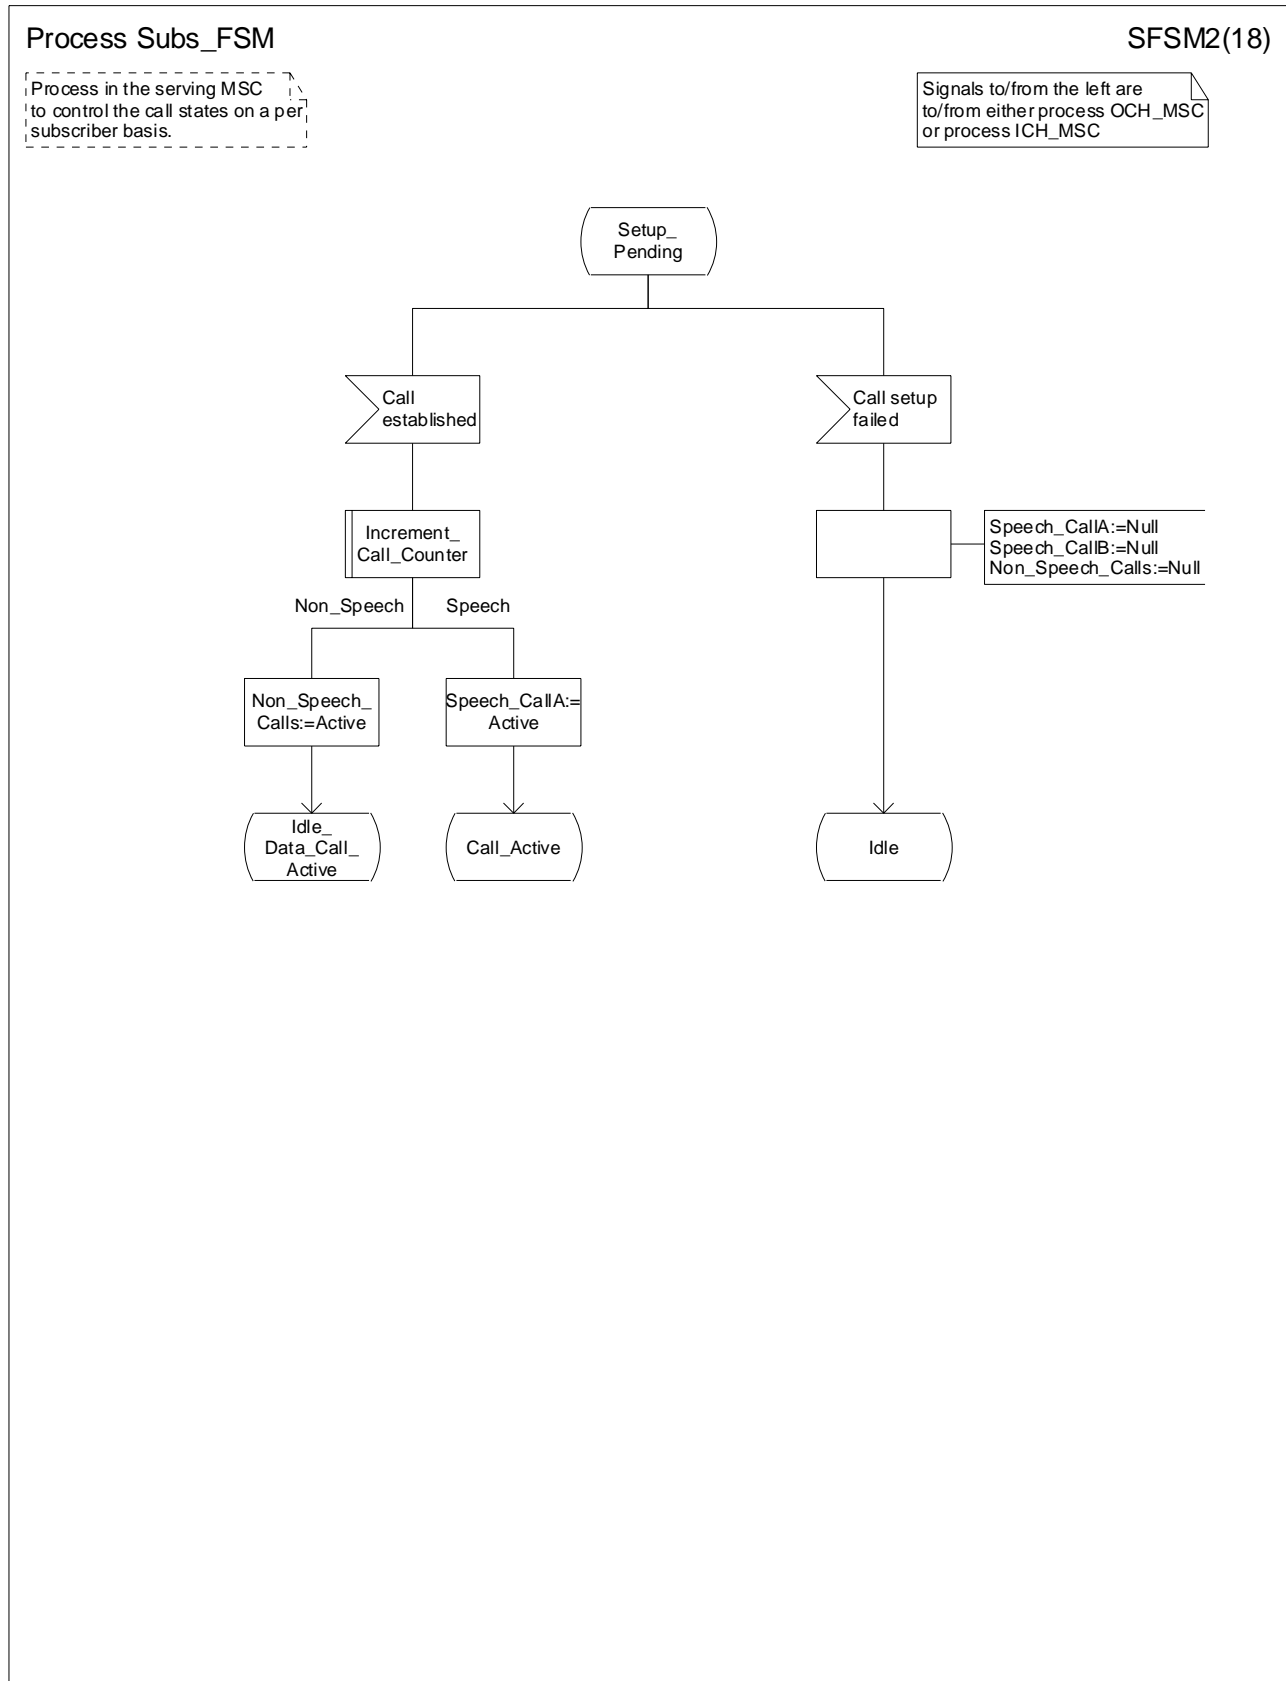 Process Subs_FSM
SFSM2(18)
Process in the serving MSC
to control the call states on a per
subscriber basis.
Signals to/from the left are
to/from either process OCH_MSC
or process ICH_MSC
Setup_
Pending
Call
established
Call setup
failed
Increment_
Call_Counter
Speech_CallA:=Null
Speech_CallB:=Null
Non_Speech_Calls:=Null
Non_Speech
Speech
Non_Speech_
Calls:=Active
Speech_CallA:=
Active
Idle_
Data_Call_
Active
Call_Active
Idle